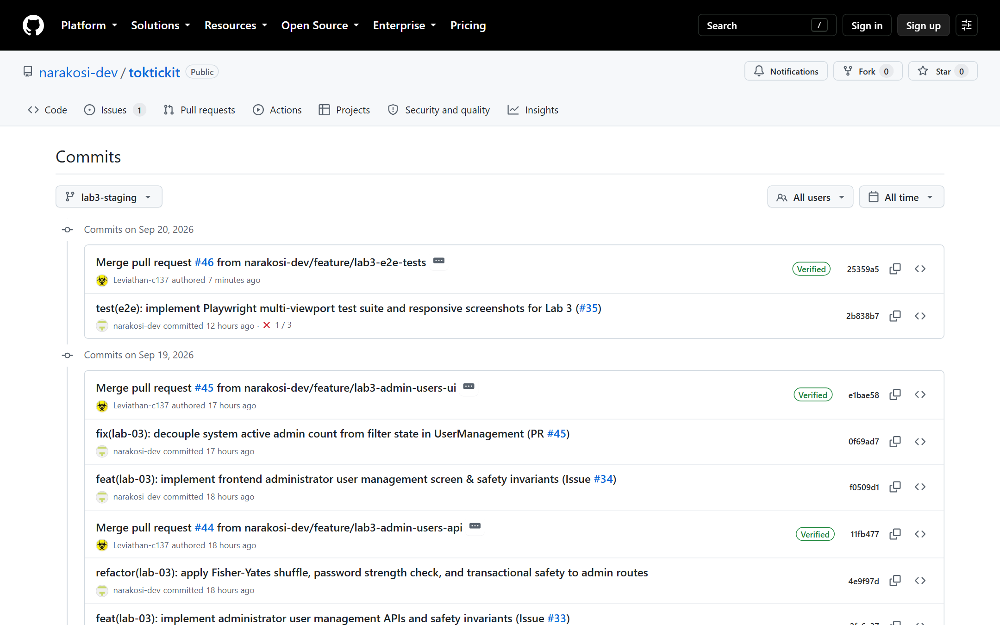 Platform Solutions Resources Open Source Enterprise Pricing Search / Sign in Sign up
narakosi-dev / toktickit Public Notifications Fork 0 Star 0
Code Issues 1 Pull requests Actions Projects Security and quality Insights
Commits
lab3-staging All users All time
Commits on Sep 20, 2026
Merge pull request #46 from narakosi-dev/feature/lab3-e2e-tests
Verified 25359a5
Leviathan-c137 authored 7 minutes ago
test(e2e): implement Playwright multi-viewport test suite and responsive screenshots for Lab 3 (#35)
2b838b7
narakosi-dev committed 12 hours ago · 1 / 3
Commits on Sep 19, 2026
Merge pull request #45 from narakosi-dev/feature/lab3-admin-users-ui
Verified e1bae58
Leviathan-c137 authored 17 hours ago
fix(lab-03): decouple system active admin count from filter state in UserManagement (PR #45)
0f69ad7
narakosi-dev committed 17 hours ago
feat(lab-03): implement frontend administrator user management screen & safety invariants (Issue #34)
f0509d1
narakosi-dev committed 18 hours ago
Merge pull request #44 from narakosi-dev/feature/lab3-admin-users-api
Verified 11fb477
Leviathan-c137 authored 18 hours ago
refactor(lab-03): apply Fisher-Yates shuffle, password strength check, and transactional safety to admin routes
4e9f97d
narakosi-dev committed 18 hours ago
feat(lab-03): implement administrator user management APIs and safety invariants (Issue #33)